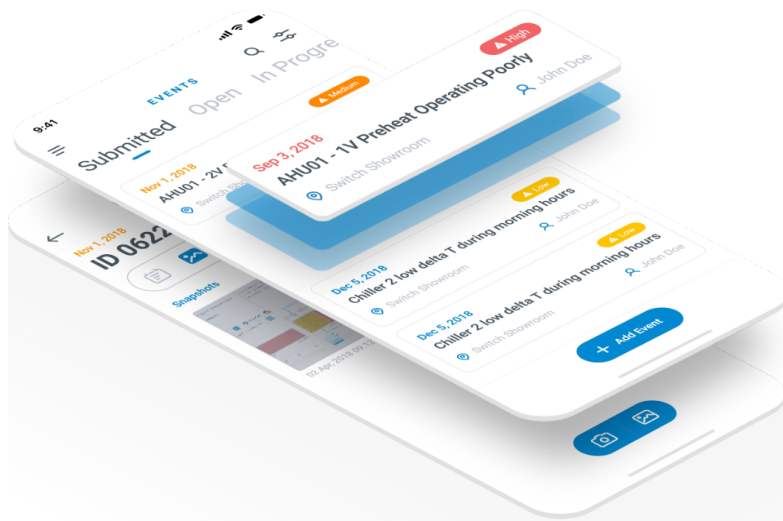 9:41
EVENTS
Submitted Open In Progre
Medium
Nov 1, 2018
AHU01 - 2V
Switch
High
Sep 3, 2018
AHU01 - 1V Preheat Operating Poorly
Switch Showroom
John Doe
Low
Dec 5, 2018
Chiller 2 low delta T during morning hours
Switch Showroom
John Doe
Low
Dec 5, 2018
Chiller 2 low delta T during morning hours
Switch Showroom
John Doe
+ Add Event
Nov 1, 2018
ID 0622
Snapshots
02 Apr, 2018 09:12